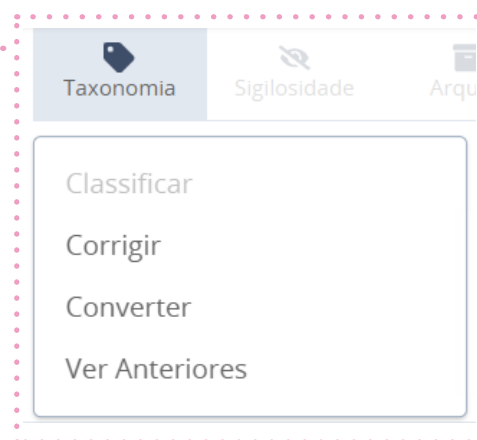 Taxonomia Sigilosidade
Classificar
Corrigir
Converter
Ver Anteriores